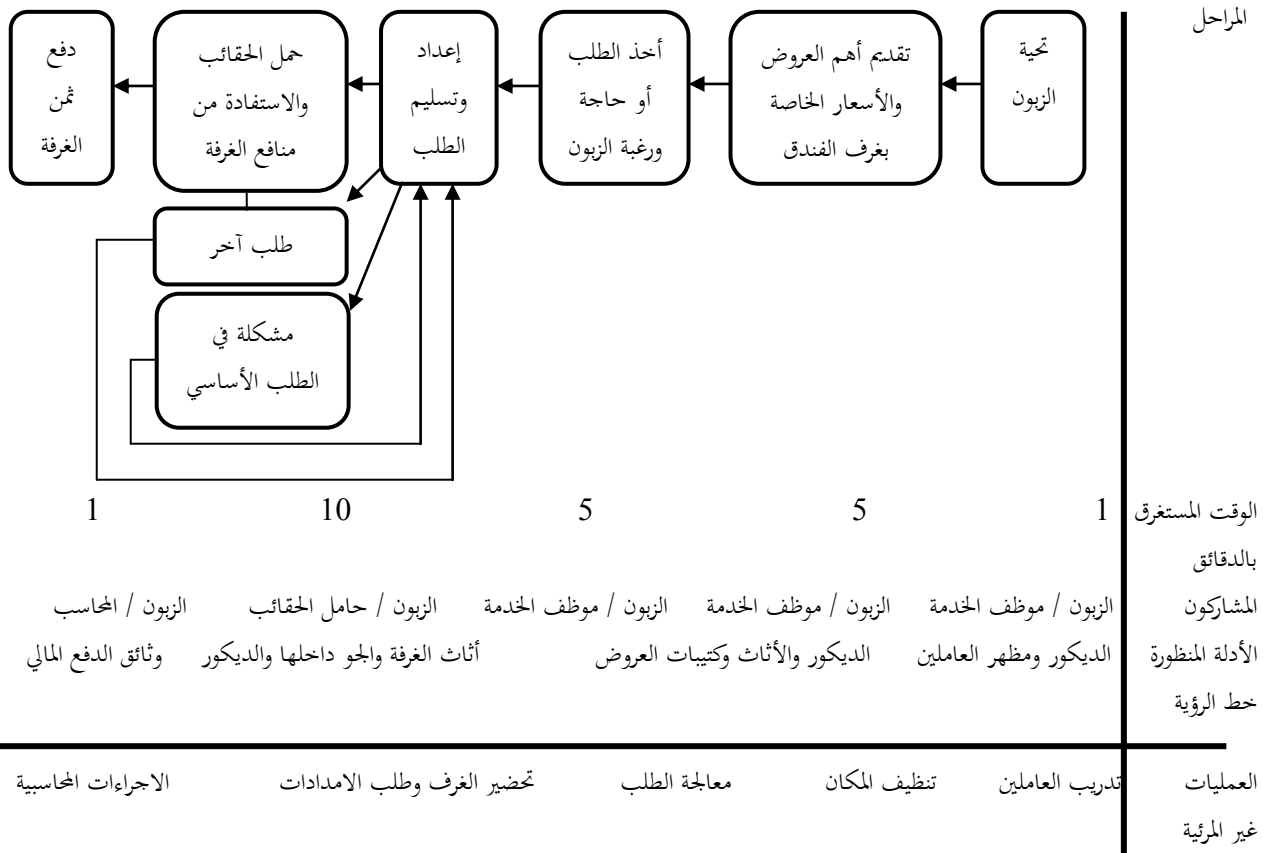 المراحل
تحية
الزبون
تقديم أهم العروض
والأسعار الخاصة
بغرف الفندق
أخذ الطلب
أو حاجة
ورغبة الزبون
إعداد
وتسليم
الطلب
حمل الحقائب
والاستفادة من
منافع الغرفة
دفع
ثمن
الغرفة
طلب آخر
مشكلة في
الطلب الأساسي
الوقت المستغرق 1 5 5 10 1
بالدقائق
المشاركون الزبون / موظف الخدمة الزبون / موظف الخدمة الزبون / موظف الخدمة الزبون / حامل الحقائب الزبون / المحاسب
الأدلة المنظورة الديكور ومظهر العاملين الديكور والأثاث وكتيبات العروض أثاث الغرفة والجو داخلها والديكور وثائق الدفع المالي
خط الرؤية
العمليات تدريب العاملين تنظيف المكان معالجة الطلب تحضير الغرف وطلب الامدادات الاجراءات المحاسبية
غير المرئية